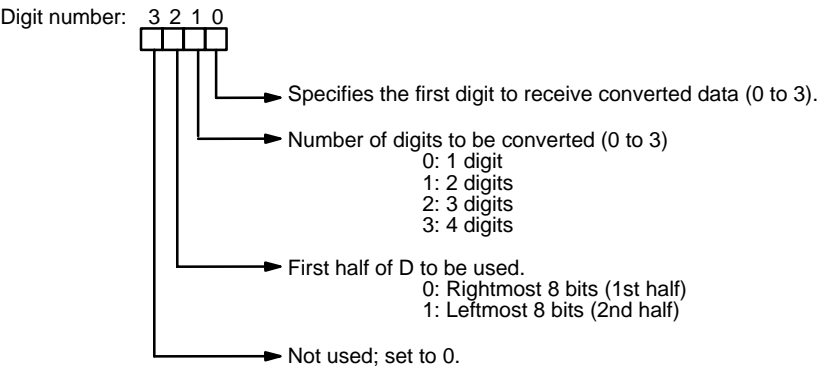 Digit number: 3 2 1 0
Specifies the first digit to receive converted data (0 to 3).
Number of digits to be converted (0 to 3)
0: 1 digit
1: 2 digits
2: 3 digits
3: 4 digits
First half of D to be used.
0: Rightmost 8 bits (1st half)
1: Leftmost 8 bits (2nd half)
Not used; set to 0.